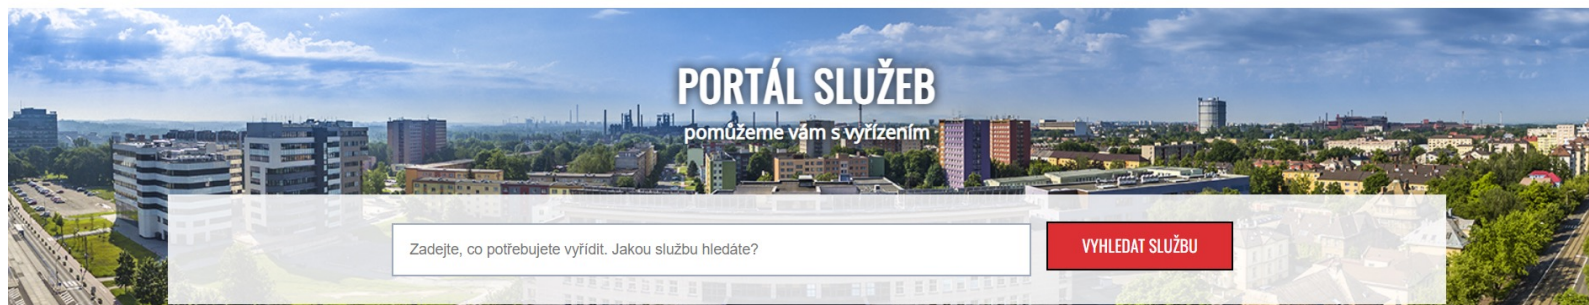 PORTÁL SLUŽEB
pomůžeme vám s vyřízením
Zadejte, co potřebujete vyřídit. Jakou službu hledáte?
VYHLEDAT SLUŽBU